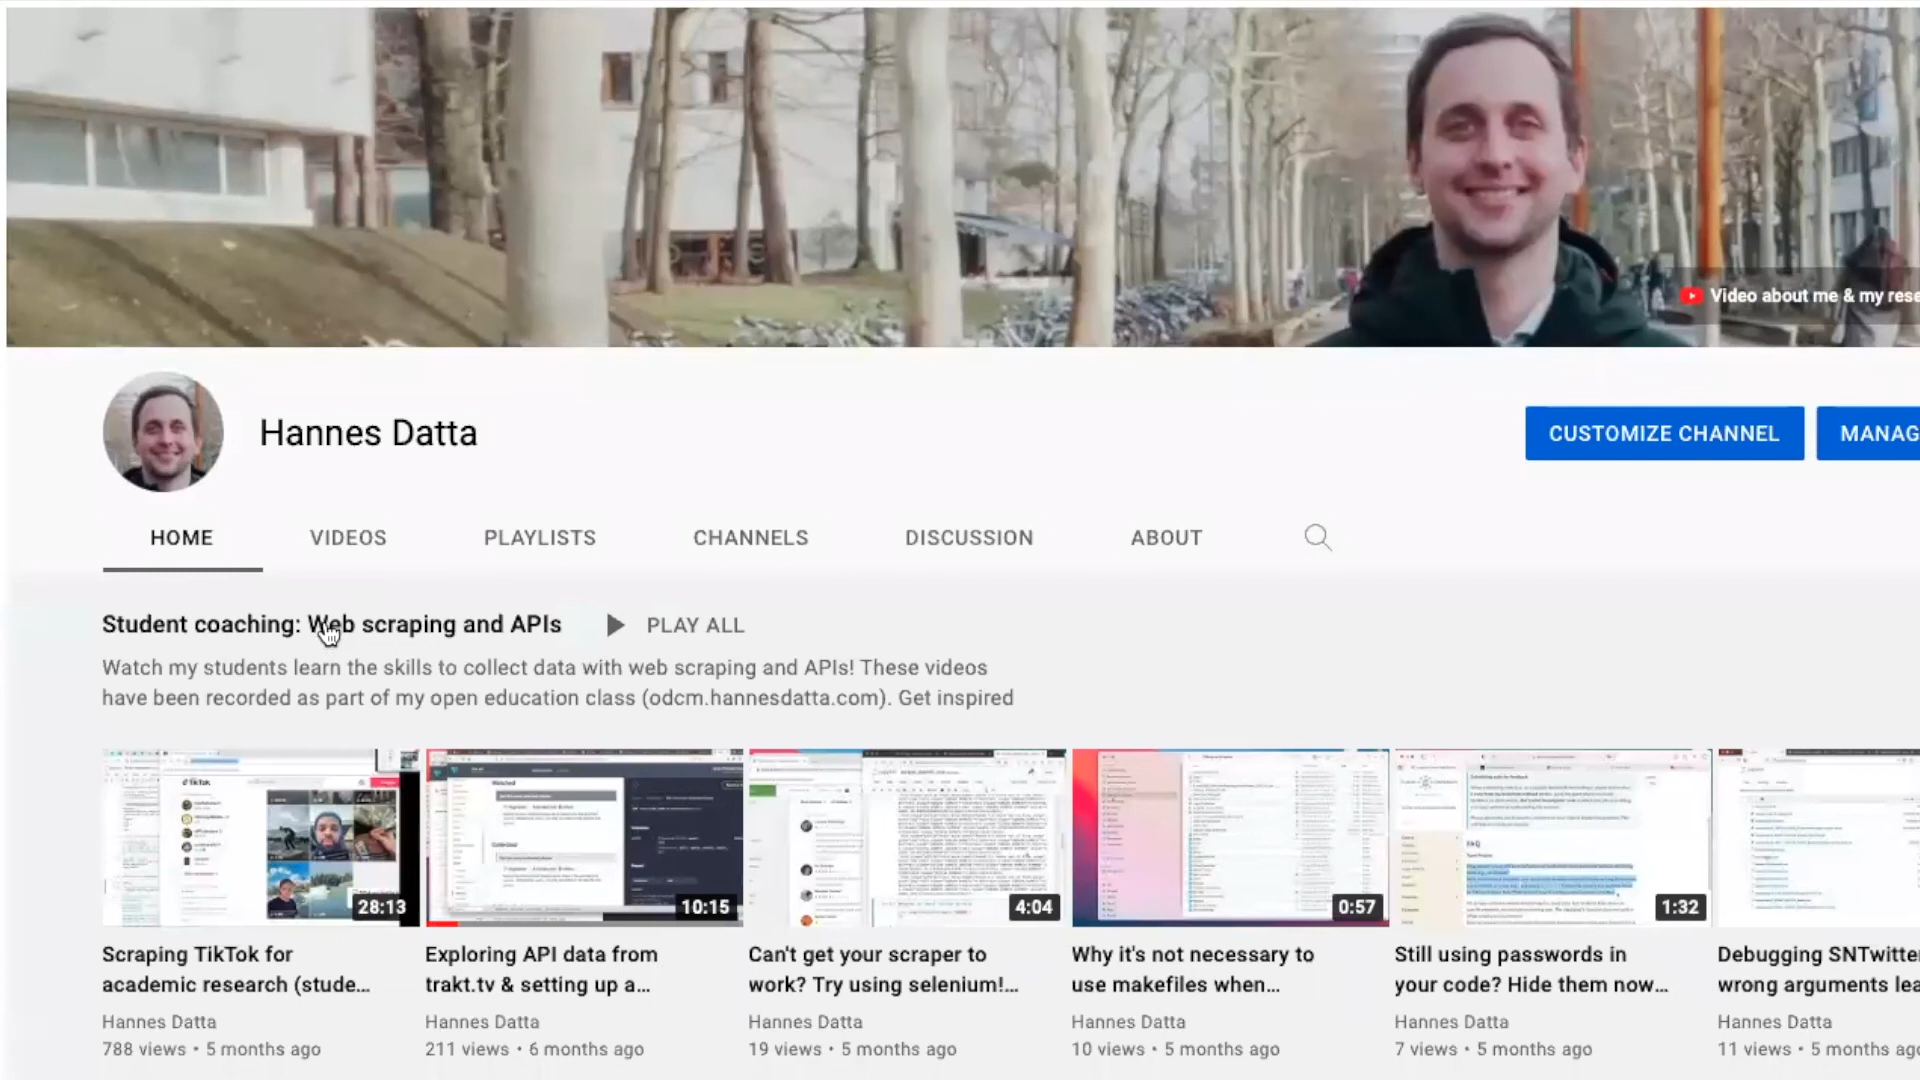 Video about me & my rese
Hannes Datta
CUSTOMIZE CHANNEL
MANAG
HOME
VIDEOS
PLAYLISTS
CHANNELS
DISCUSSION
ABOUT
Student coaching: Web scraping and APIs
PLAY ALL
Watch my students learn the skills to collect data with web scraping and APIs! These videos
have been recorded as part of my open education class (odcm.hannesdatta.com). Get inspired
TikTok
28:13
10:15
4:04
FAQ
0:57
1:32
Scraping TikTok for
academic research (stude...
Hannes Datta
788 views • 5 months ago
Exploring API data from
trakt.tv & setting up a...
Hannes Datta
211 views • 6 months ago
Can't get your scraper to
work? Try using selenium!...
Hannes Datta
19 views • 5 months ago
Why it's not necessary to
use makefiles when...
Hannes Datta
10 views • 5 months ago
Still using passwords in
your code? Hide them now...
Hannes Datta
7 views • 5 months ago
Debugging SNTwitte
wrong arguments lea
Hannes Datta
11 views • 5 months ago